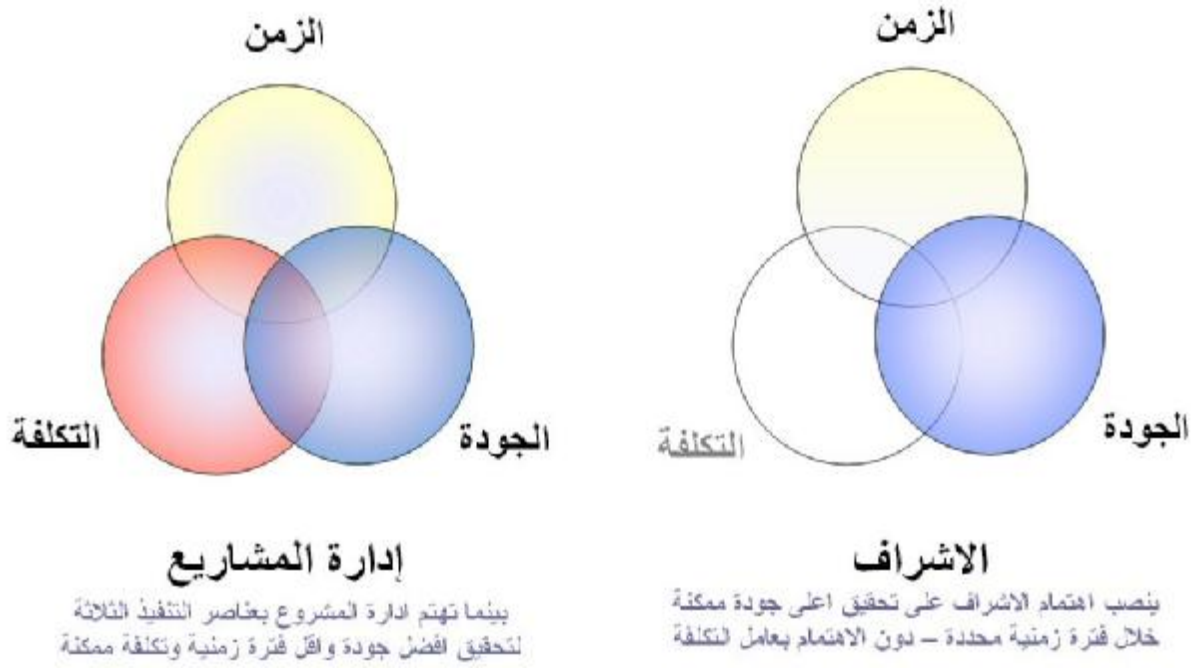 الزمن
التكلفة
الجودة
الاشراف
ينصب اهتمام الاشراف على تحقيق اعلى جودة ممكنة
خلال فترة زمنية محددة – دون الاهتمام بعامل التكلفة
الزمن
التكلفة
الجودة
إدارة المشاريع
بينما تهتم ادارة المشروع بعناصر التنفيذ الثلاثة
لتحقيق افضل جودة واقل فترة زمنية وتكلفة ممكنة